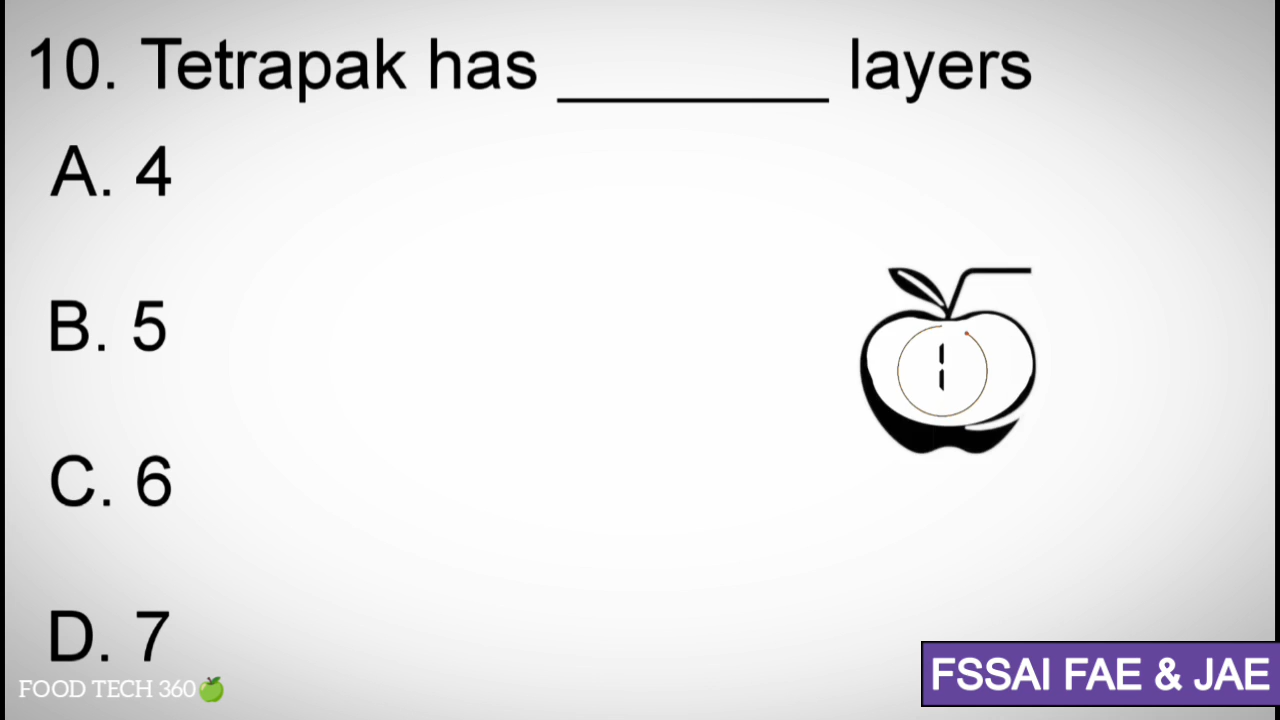 10. Tetrapak has ________ layers
A. 4
B. 5
1
C. 6
D. 7
FSSAI FAE & JAE
FOOD TECH 360